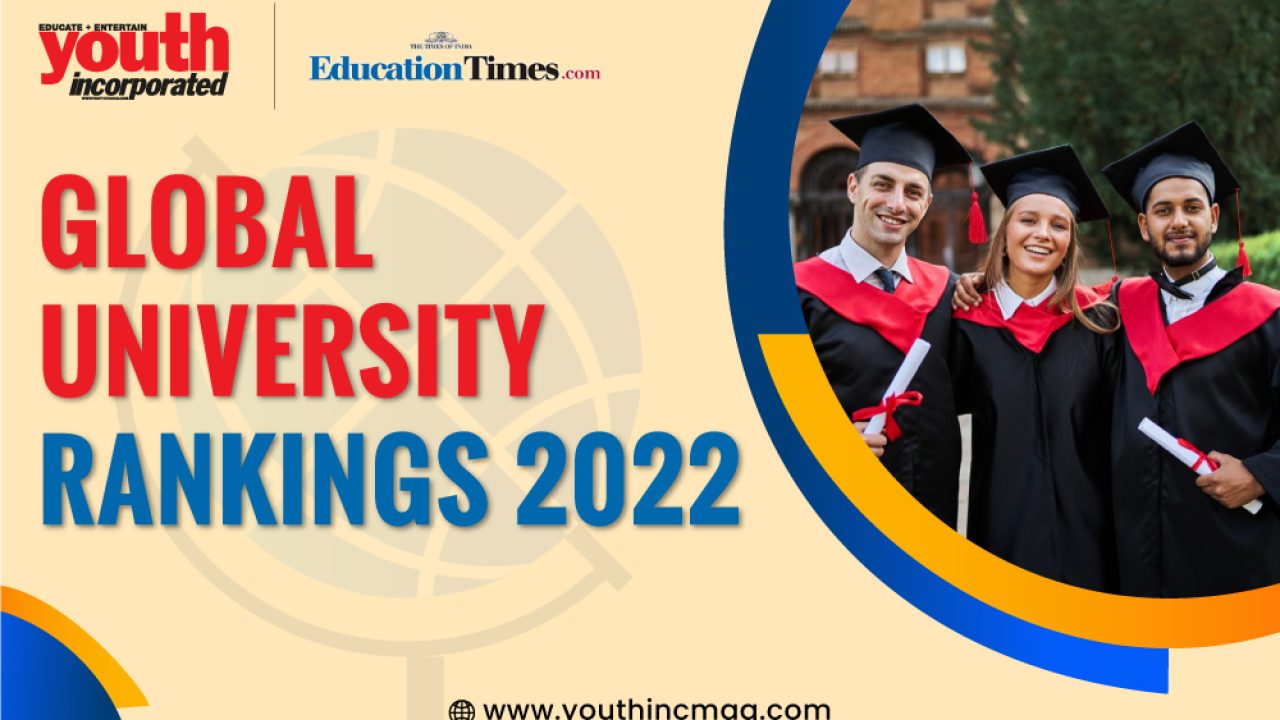 EDUCATE + ENTERTAIN
youth
incorporated
THE TIMES OF INDIA
EducationTimes.com
GLOBAL
UNIVERSITY
RANKINGS 2022
www.youthincmag.com